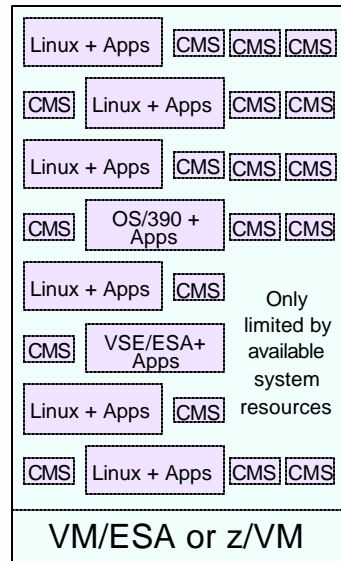 Linux + Apps CMS CMS CMS
CMS Linux + Apps CMS CMS
Linux + Apps CMS CMS CMS
CMS OS/390 +
Apps CMS CMS
Linux + Apps CMS
CMS VSE/ESA+
Apps
Linux + Apps CMS
Only
limited by
available
system
resources
CMS Linux + Apps CMS CMS
VM/ESA or z/VM